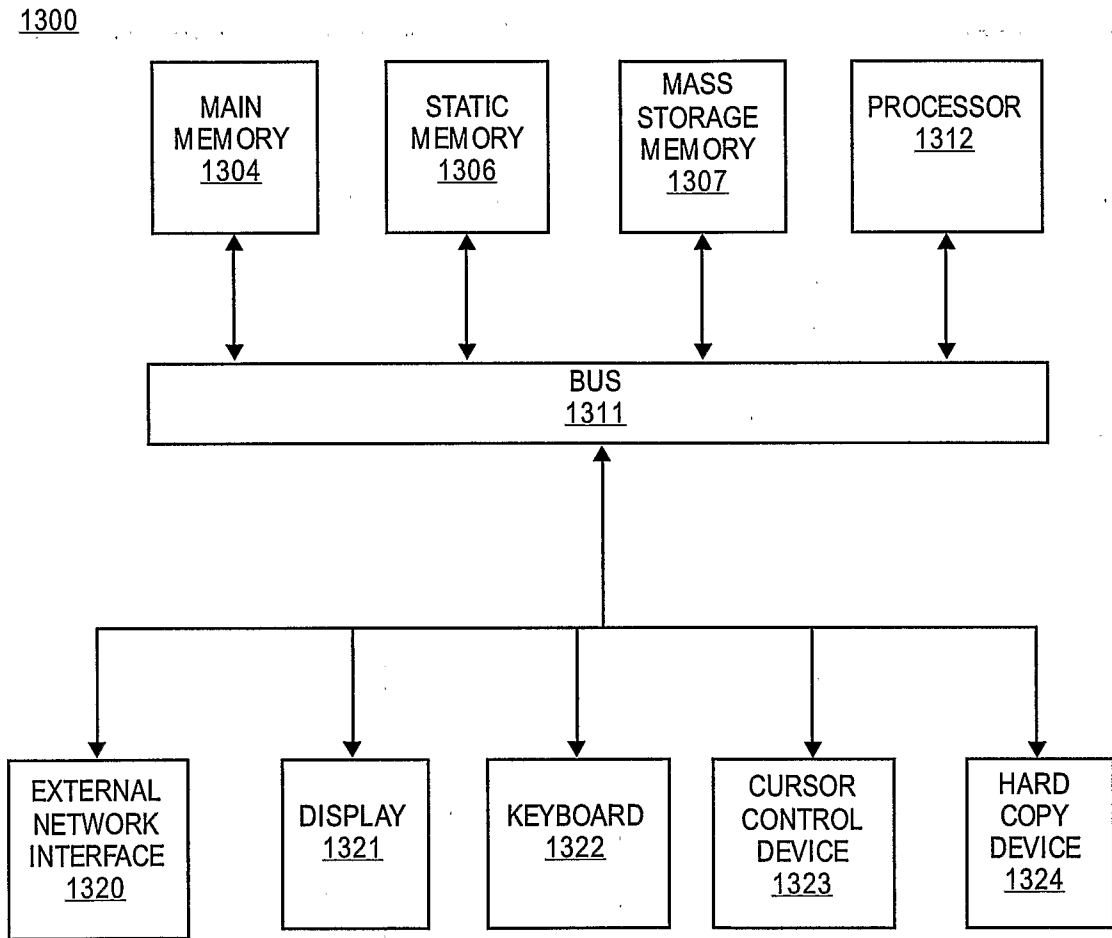 1300
MAIN
MEMORY
1304
STATIC
MEMORY
1306
MASS
STORAGE
MEMORY
1307
PROCESSOR
1312
BUS
1311
EXTERNAL
NETWORK
INTERFACE
1320
DISPLAY
1321
KEYBOARD
1322
CURSOR
CONTROL
DEVICE
1323
HARD
COPY
DEVICE
1324